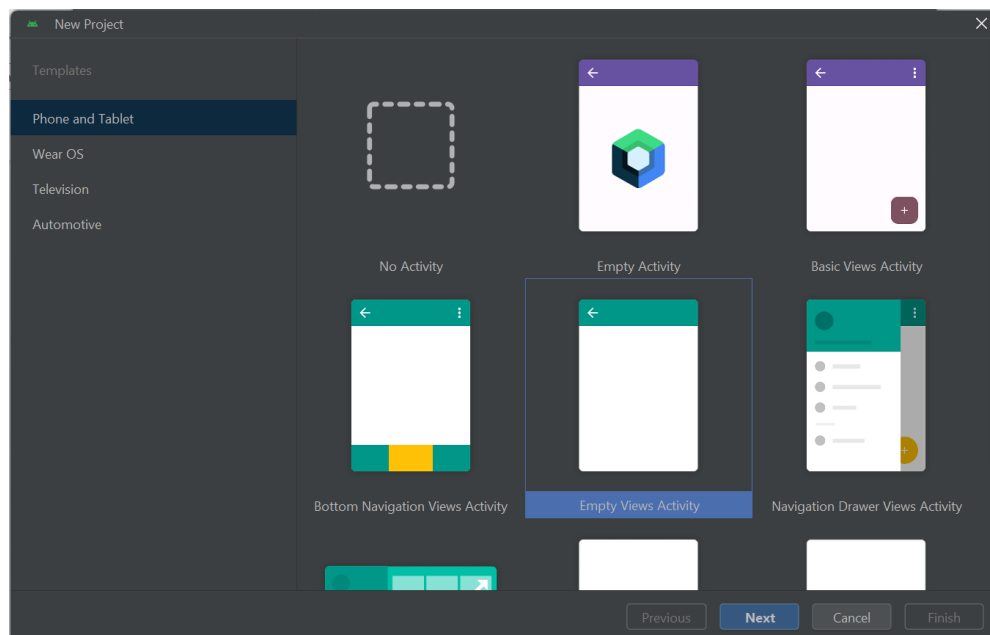 New Project
Templates
Phone and Tablet
Wear OS
Television
Automotive
No Activity
Empty Activity
Basic Views Activity
Bottom Navigation Views Activity
Empty Views Activity
Navigation Drawer Views Activity
Previous
Next
Cancel
Finish